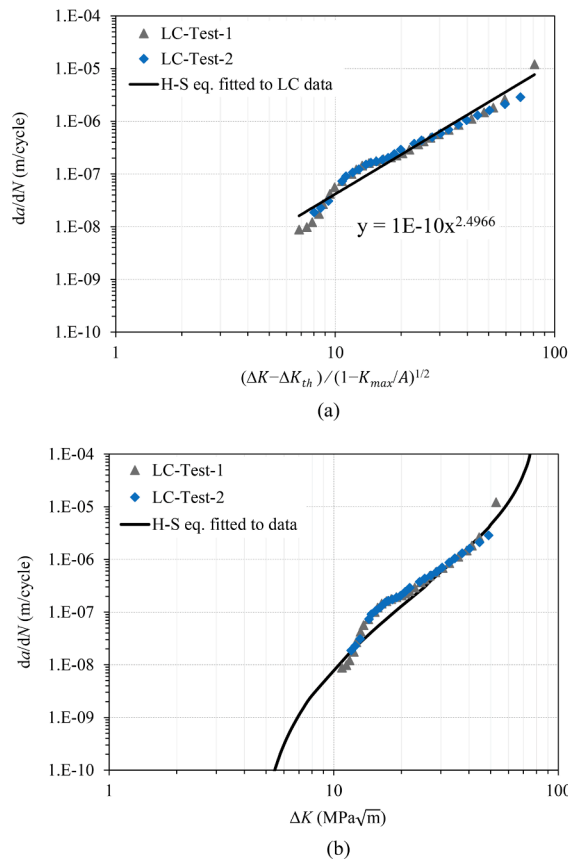 1.E-04
LC-Test-1
LC-Test-2
1.E-05
H-S eq. fitted to LC data
1.E-06
da/dN (m/cycle)
1.E-07
1.E-08
y = 1E-10x^2.4966
1.E-09
1.E-10
1 10 100
(ΔK−ΔK_th)/(1−K_max/A)^1/2
(a)
1.E-04
LC-Test-1
LC-Test-2
1.E-05
H-S eq. fitted to data
1.E-06
da/dN (m/cycle)
1.E-07
1.E-08
1.E-09
1.E-10
1 10 100
ΔK (MPa√m)
(b)